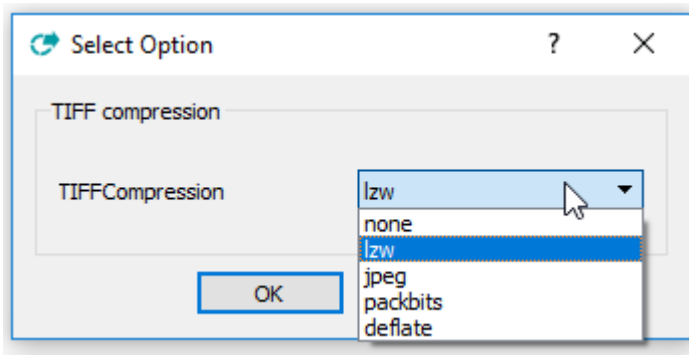 Select Option ?
TIFF compression
TIFFCompression lzw
none
lzw
jpeg
packbits
deflate
OK